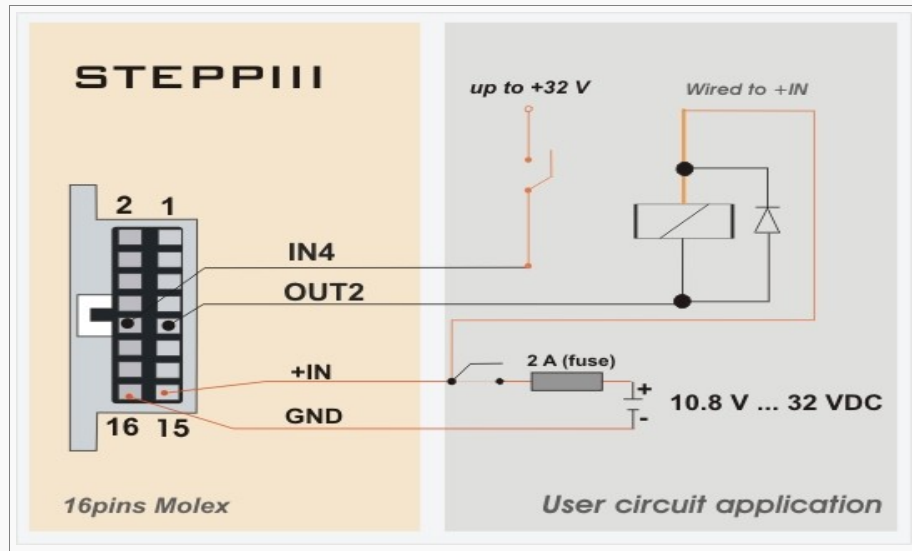 STEPPIII
up to +32 V
Wired to +IN
2 1
IN4
OUT2
2 A (fuse)
+IN
+
10.8 V ... 32 VDC
-
GND
16 15
16pins Molex
User circuit application